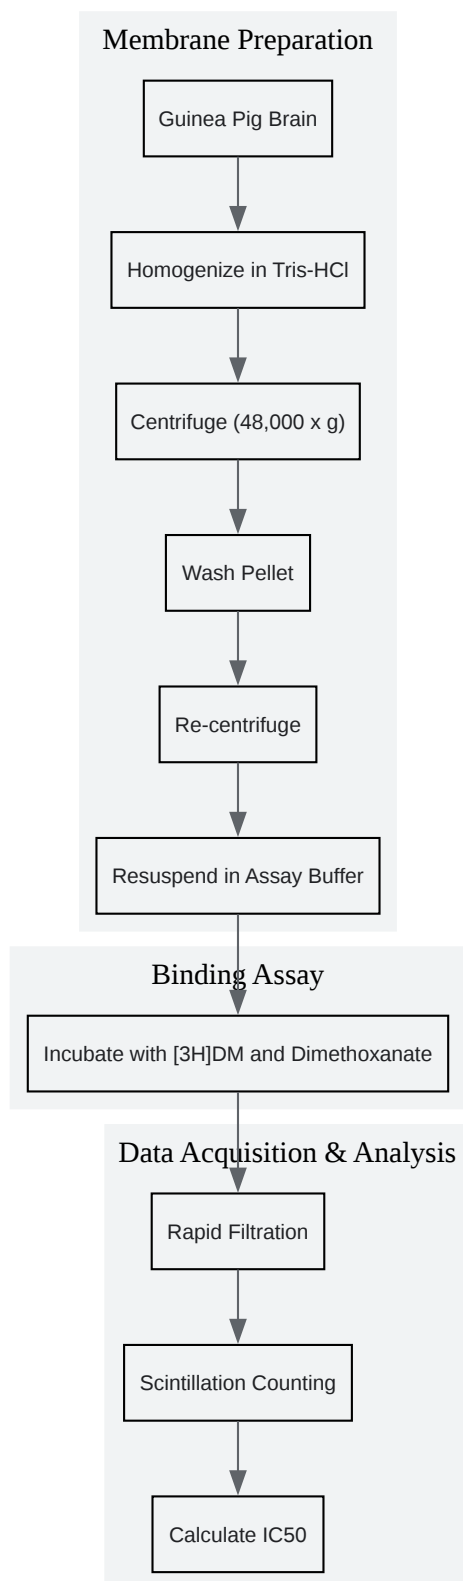 Membrane Preparation
Guinea Pig Brain
Homogenize in Tris-HCl
Centrifuge (48,000 x g)
Wash Pellet
Re-centrifuge
Resuspend in Assay Buffer
Binding Assay
Incubate with [3H]DM and Dimethoxanate
Data Acquisition & Analysis
Rapid Filtration
Scintillation Counting
Calculate IC50